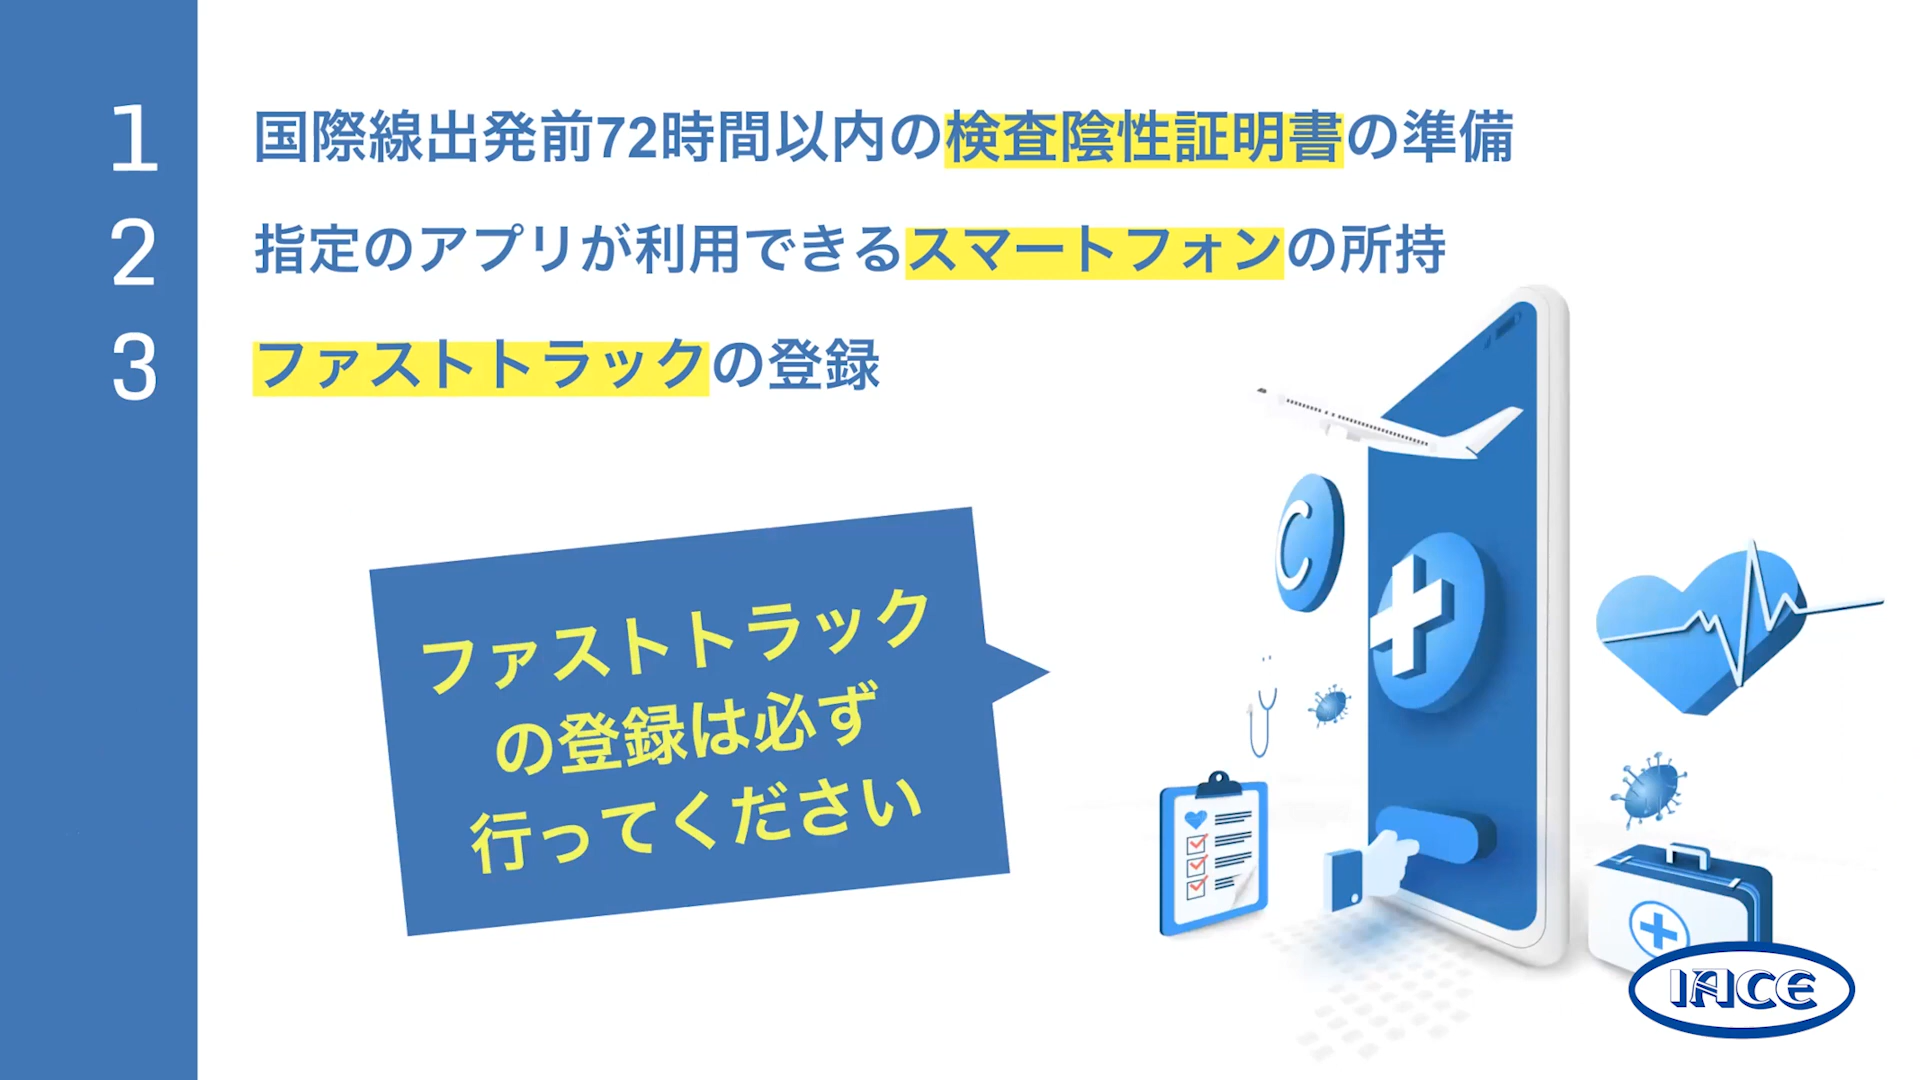 1 国際線出発前72時間以内の検査陰性証明書の準備
2 指定のアプリが利用できるスマートフォンの所持
3 ファストトラックの登録
ファストトラック
の登録は必ず
行ってください
C
IACE